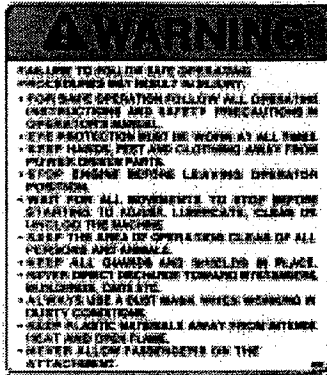 WARNING
FAILURE TO FOLLOW SAFE OPERATING
PROCEDURES MAY RESULT IN INJURY.
• FOR SAFE OPERATION FOLLOW ALL OPERATING
INSTRUCTIONS AND SAFETY PRECAUTIONS IN
OPERATOR'S MANUAL.
• EYE PROTECTION MUST BE WORN AT ALL TIMES.
• KEEP HANDS, FEET AND CLOTHING AWAY FROM
POWER DRIVEN PARTS.
• STOP ENGINE BEFORE LEAVING OPERATOR
POSITION.
• WAIT FOR ALL MOVEMENTS TO STOP BEFORE
STARTING TO ADJUST, LUBRICATE, CLEAN OR
UNCLOG THE MACHINE.
• KEEP THE AREA OF OPERATION CLEAR OF ALL
PERSONS AND ANIMALS.
• KEEP ALL GUARDS AND SHIELDS IN PLACE.
• NEVER DIRECT DISCHARGE TOWARD BYSTANDERS,
BUILDINGS, CARS ETC.
• ALWAYS USE A DUST MASK WHEN WORKING IN
DUSTY CONDITIONS.
• KEEP PLASTIC MATERIALS AWAY FROM INTENSE
HEAT AND OPEN FLAME.
• NEVER ALLOW PASSENGERS ON THE
ATTACHMENT.